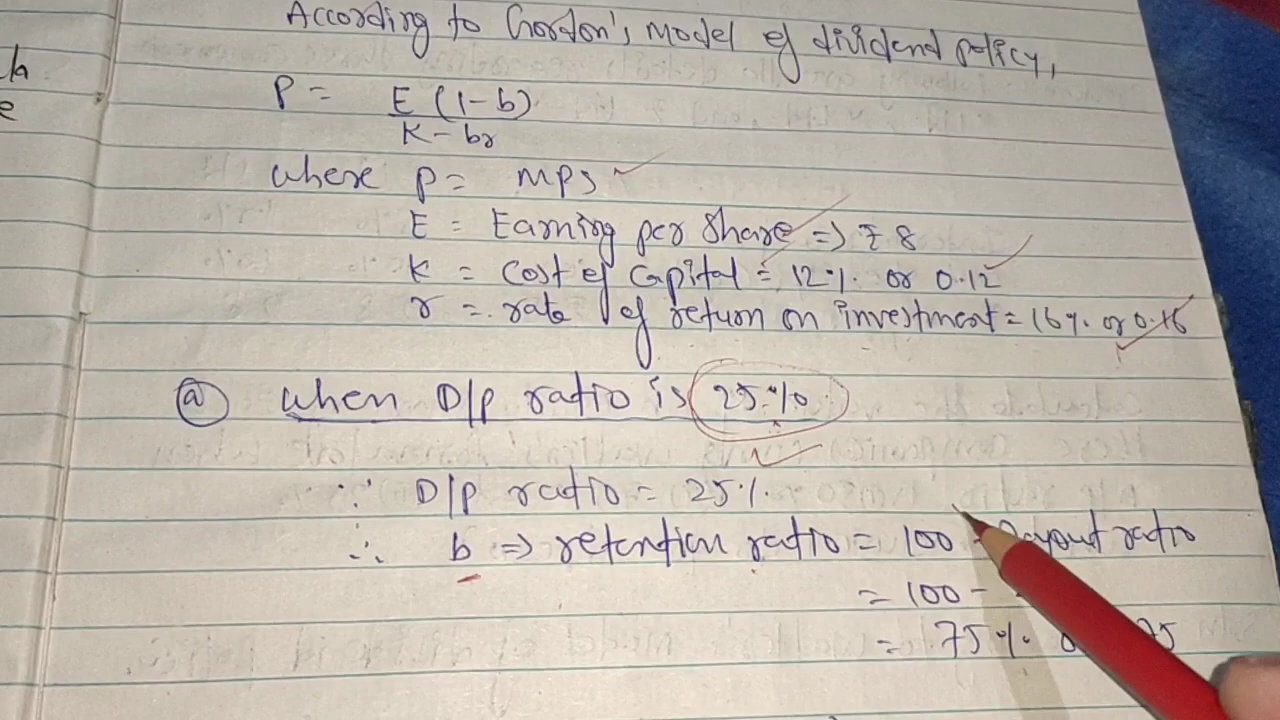 According to Gordon's Model of dividend policy,
P = E (1-b)
K - br
where P = MPS
E = Earning per Share => ₹ 8
K = Cost of Capital = 12% or 0.12
r = rate of return on investment = 16% or 0.16
(a) when D/P ratio is 25%
∵ D/P ratio = 25%.
∴ b => retention ratio = 100 - Payout ratio
= 100 -
= 75%